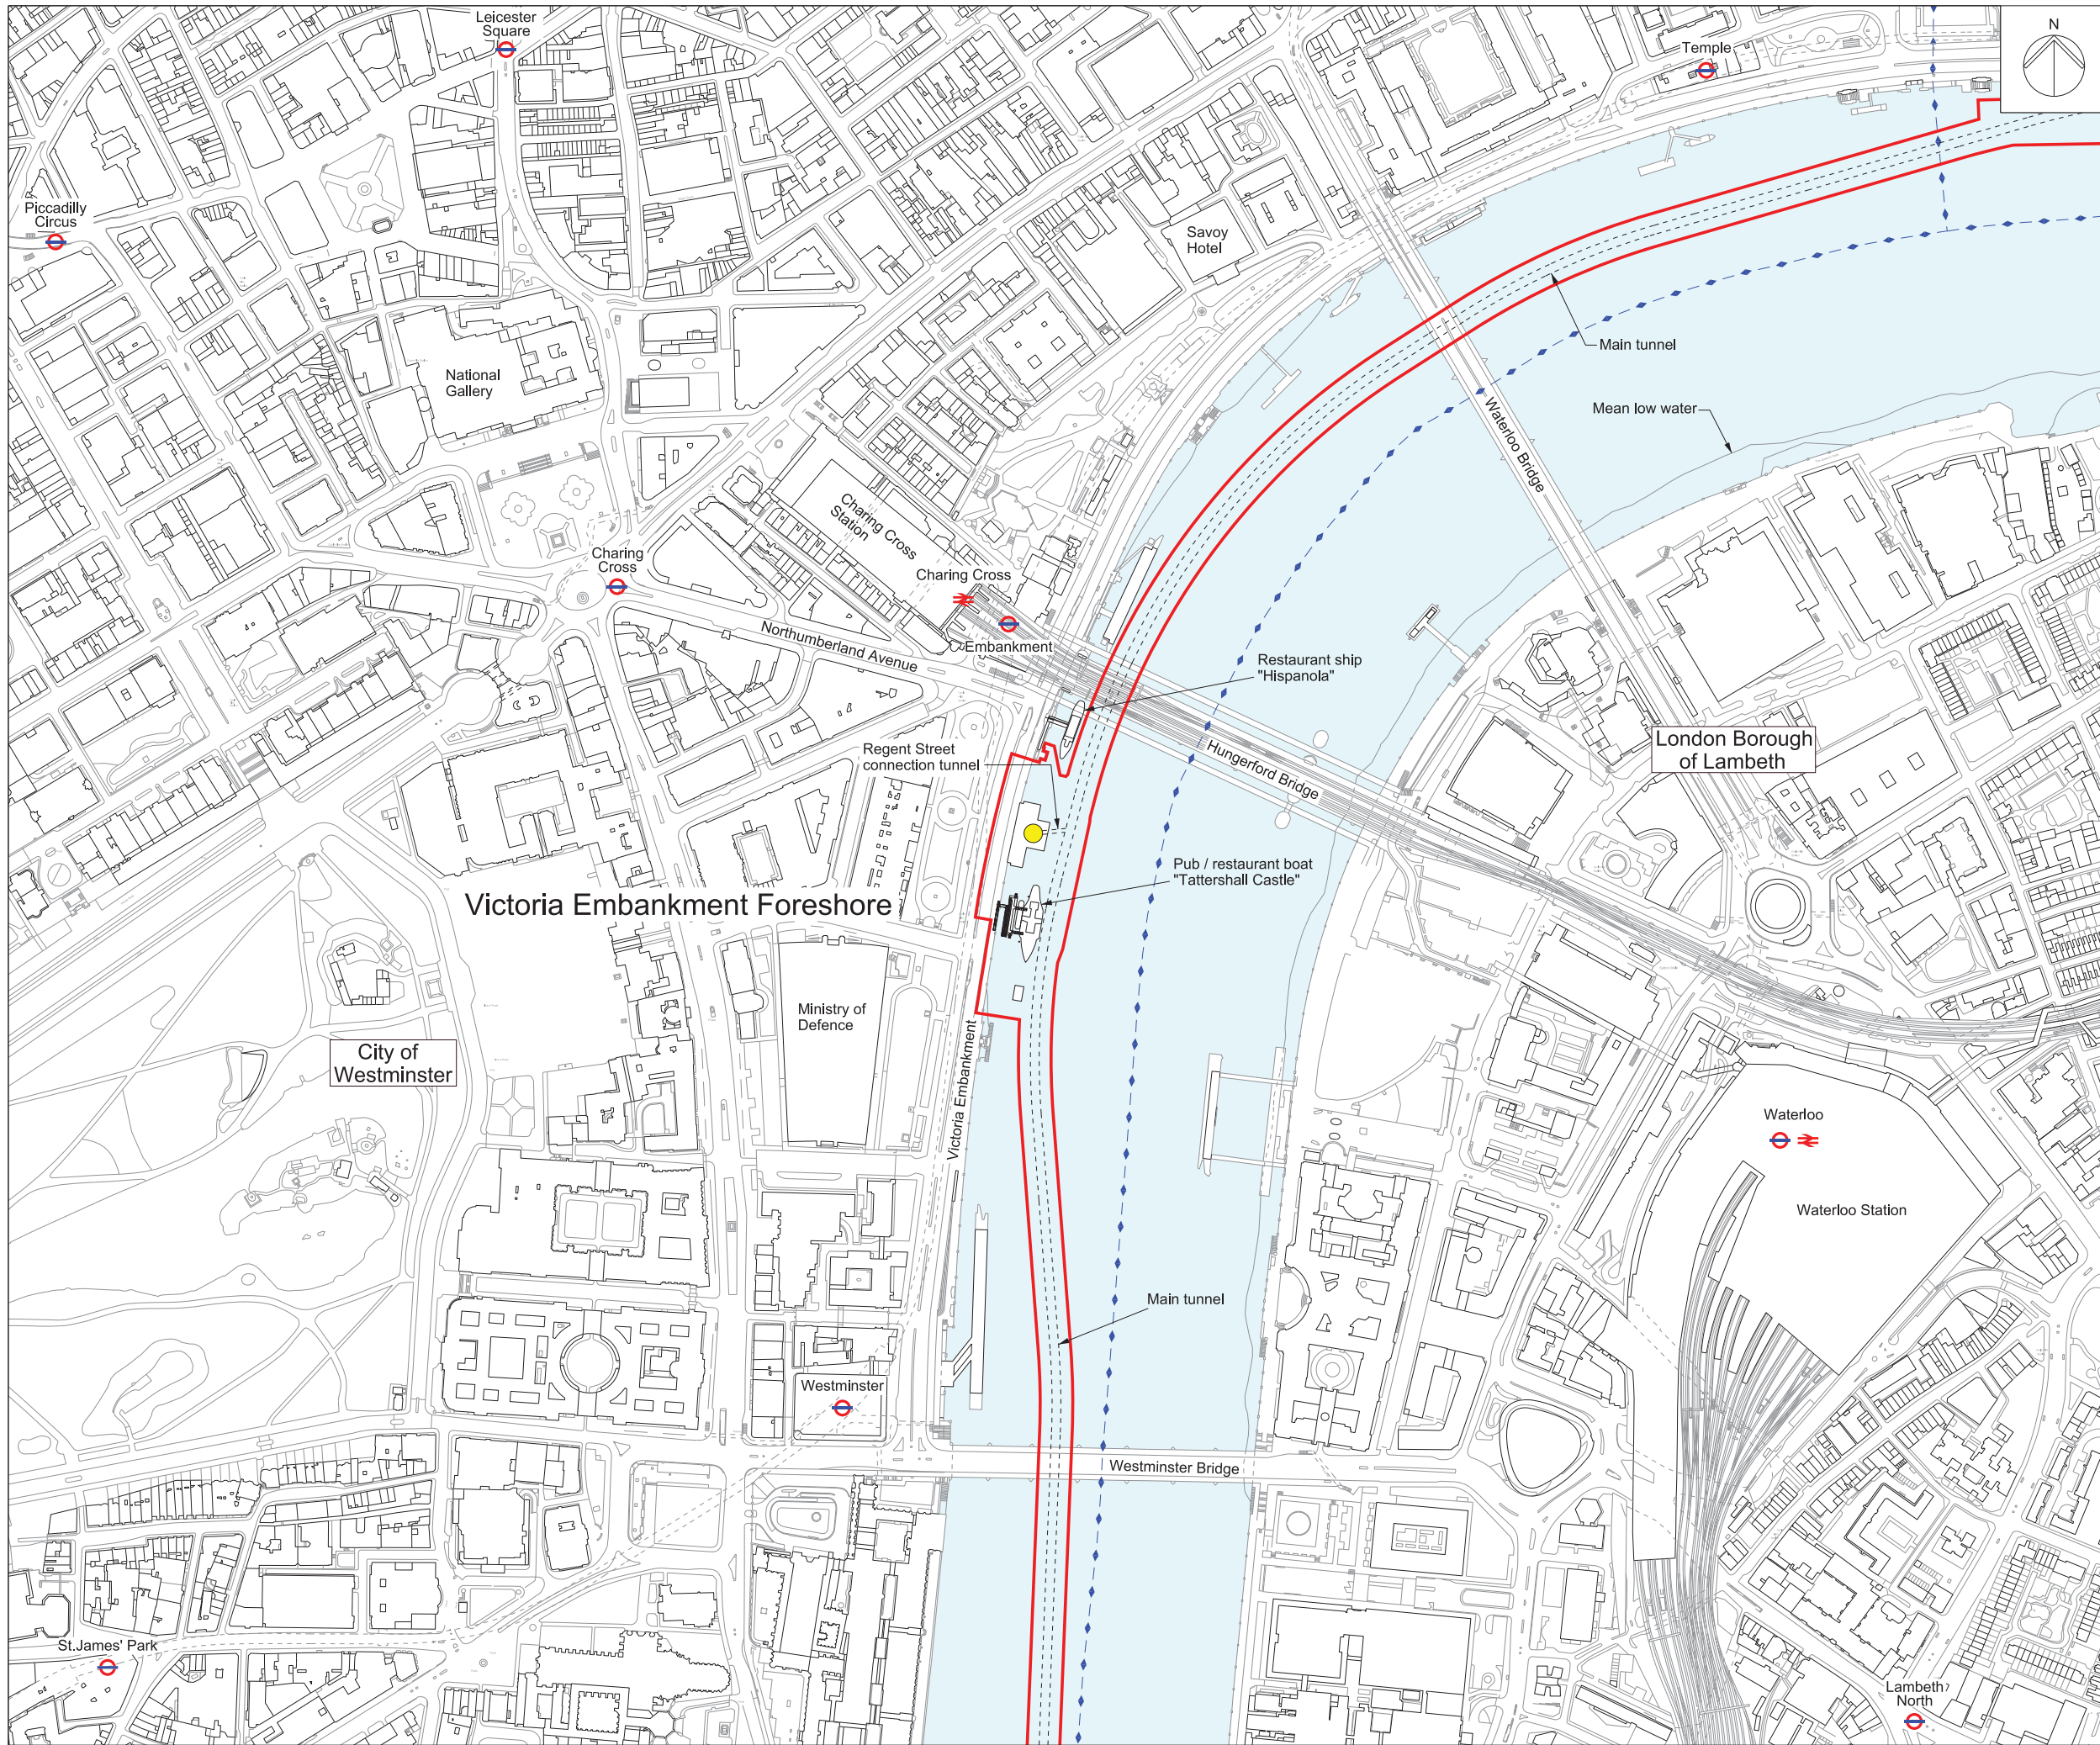 Leicester
Square
Temple
N
Piccadilly
Circus
Savoy
Hotel
Main tunnel
National
Gallery
Mean low water
Waterloo Bridge
Charing Cross
Station
Charing
Cross
Charing Cross
Northumberland Avenue
Embankment
Restaurant ship
"Hispanola"
Regent Street
connection tunnel
Hungerford Bridge
London Borough
of Lambeth
Pub / restaurant boat
"Tattershall Castle"
Victoria Embankment Foreshore
Ministry of
Defence
City of
Westminster
Victoria Embankment
Waterloo
Waterloo Station
Main tunnel
Westminster
Westminster Bridge
St.James' Park
Lambeth
North